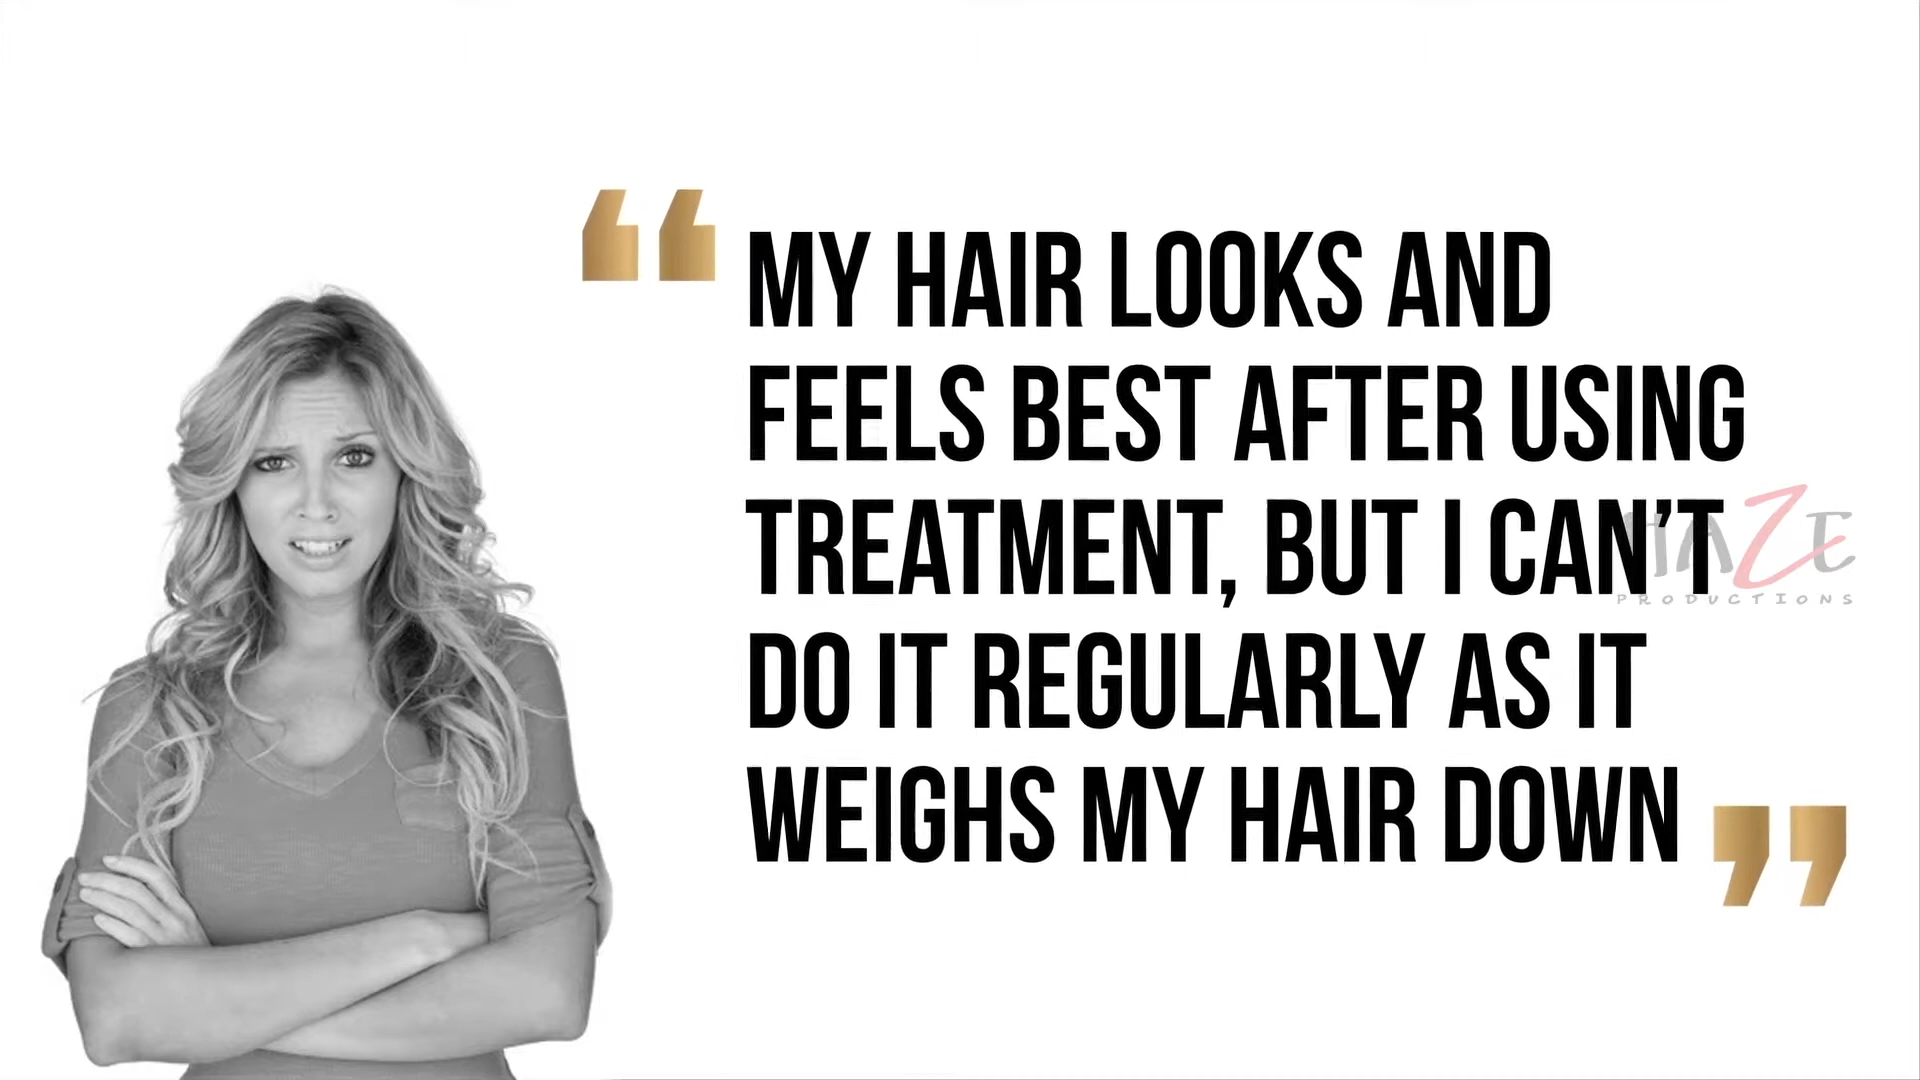 “MY HAIR LOOKS AND
FEELS BEST AFTER USING
TREATMENT, BUT I CAN’T
DO IT REGULARLY AS IT
WEIGHS MY HAIR DOWN”
HAZE
PRODUCTIONS